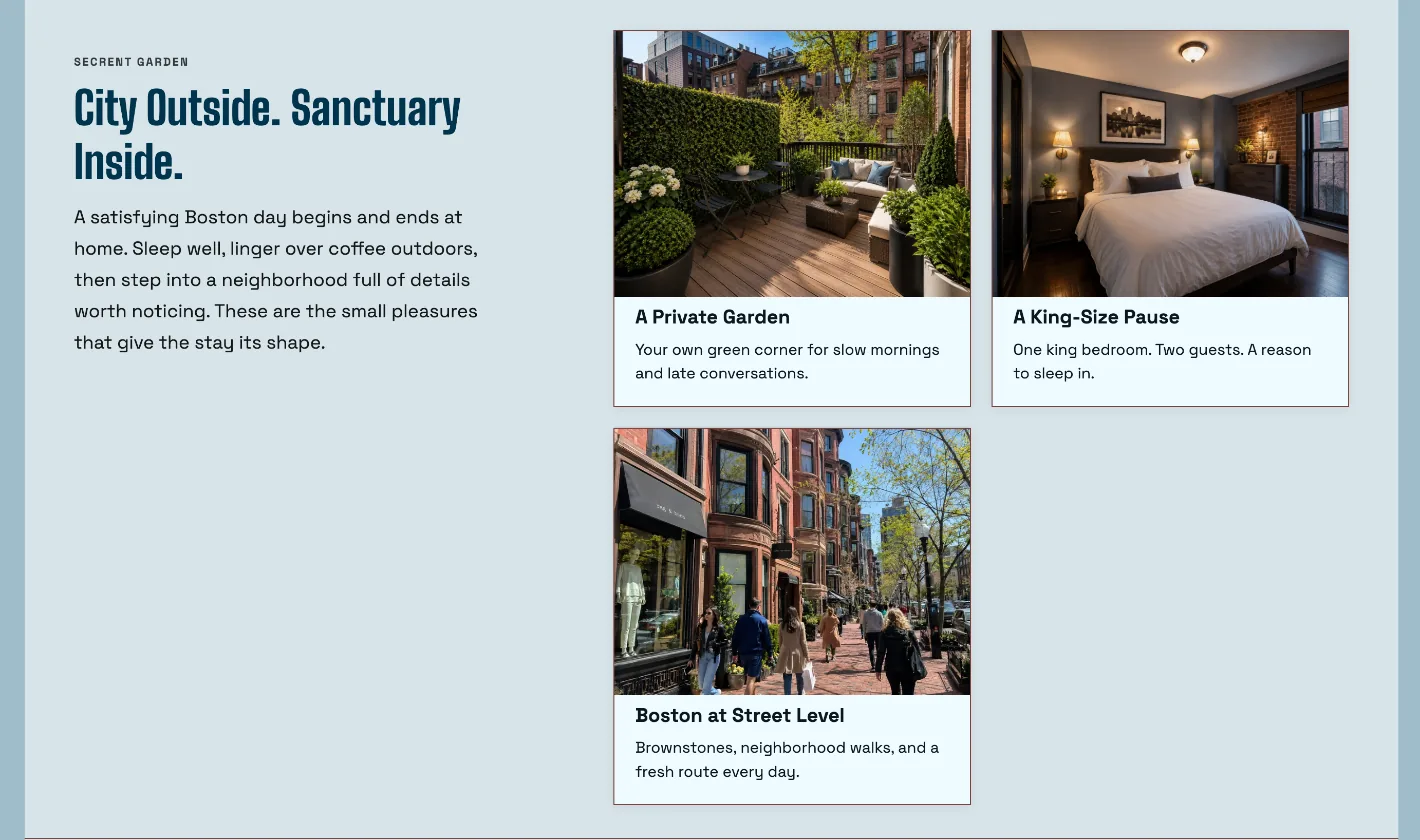 SECRENT GARDEN
City Outside. Sanctuary
Inside.
A satisfying Boston day begins and ends at
home. Sleep well, linger over coffee outdoors,
then step into a neighborhood full of details
worth noticing. These are the small pleasures
that give the stay its shape.
A Private Garden
Your own green corner for slow mornings
and late conversations.
A King-Size Pause
One king bedroom. Two guests. A reason
to sleep in.
Boston at Street Level
Brownstones, neighborhood walks, and a
fresh route every day.